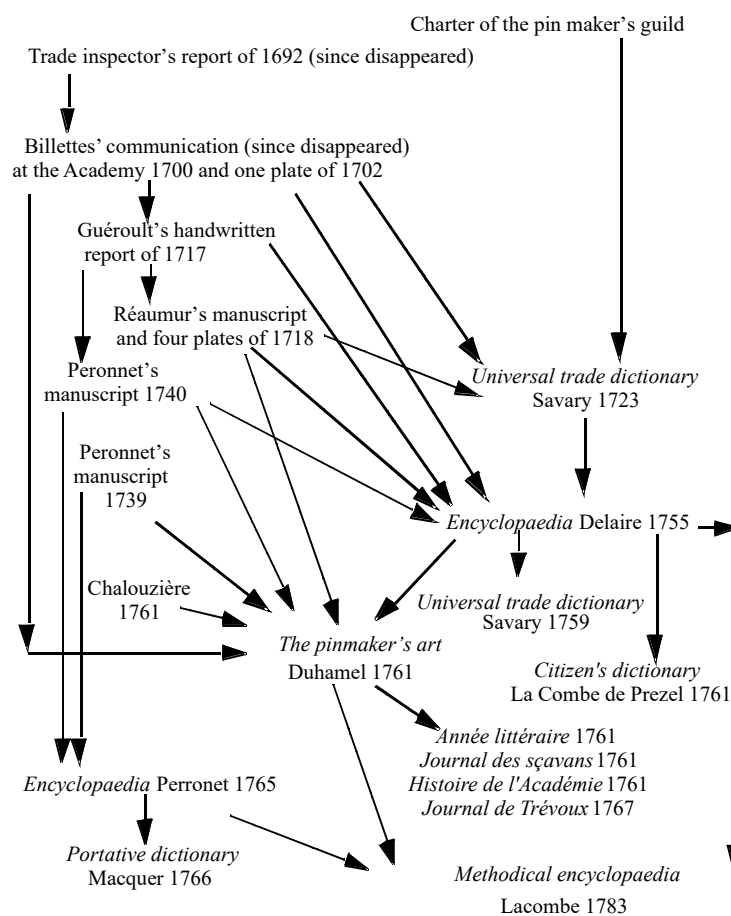 Charter of the pin maker's guild
Trade inspector's report of 1692 (since disappeared)
Billettes' communication (since disappeared)
at the Academy 1700 and one plate of 1702
Guéroult's handwritten
report of 1717
Réaumur's manuscript
and four plates of 1718
Peronnet's
manuscript 1740
Universal trade dictionary
Savary 1723
Peronnet's
manuscript
1739
Encyclopaedia Delaire 1755
Chalouzière
1761
Universal trade dictionary
Savary 1759
The pinmaker's art
Duhamel 1761
Citizen's dictionary
La Combe de Prezel 1761
Année littéraire 1761
Journal des sçavans 1761
Histoire de l'Académie 1761
Journal de Trévoux 1767
Encyclopaedia Perronet 1765
Portative dictionary
Macquer 1766
Methodical encyclopaedia
Lacombe 1783